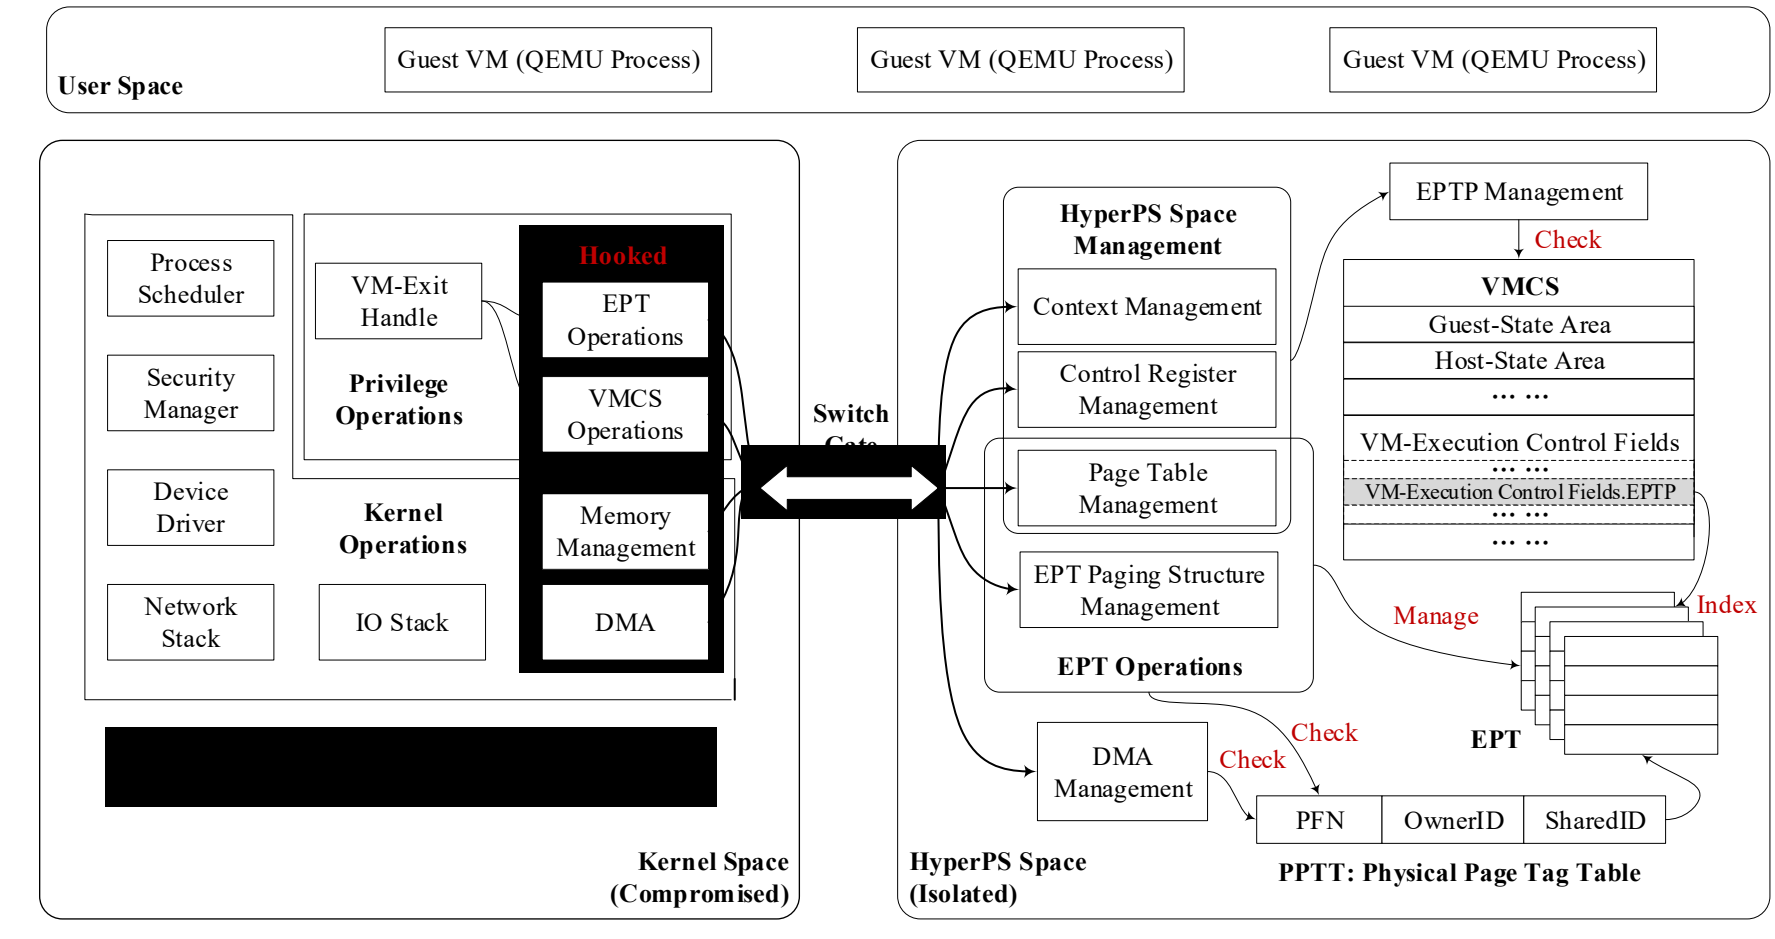 Guest VM (QEMU Process)
Guest VM (QEMU Process)
Guest VM (QEMU Process)
User Space
Process
Scheduler
Security
Manager
Device
Driver
Network
Stack
VM-Exit
Handle
Privilege
Operations
Kernel
Operations
IO Stack
Hooked
EPT
Operations
VMCS
Operations
Memory
Management
DMA
Kernel Space
(Compromised)
Switch
Gate
HyperPS Space
Management
Context Management
Control Register
Management
Page Table
Management
EPT Paging Structure
Management
EPT Operations
DMA
Management
HyperPS Space
(Isolated)
EPTP Management
Check
VMCS
Guest-State Area
Host-State Area
... ...
VM-Execution Control Fields
... ...
VM-Execution Control Fields.EPTP
... ...
... ...
Index
Manage
EPT
Check
Check
PFN
OwnerID
SharedID
PPTT: Physical Page Tag Table